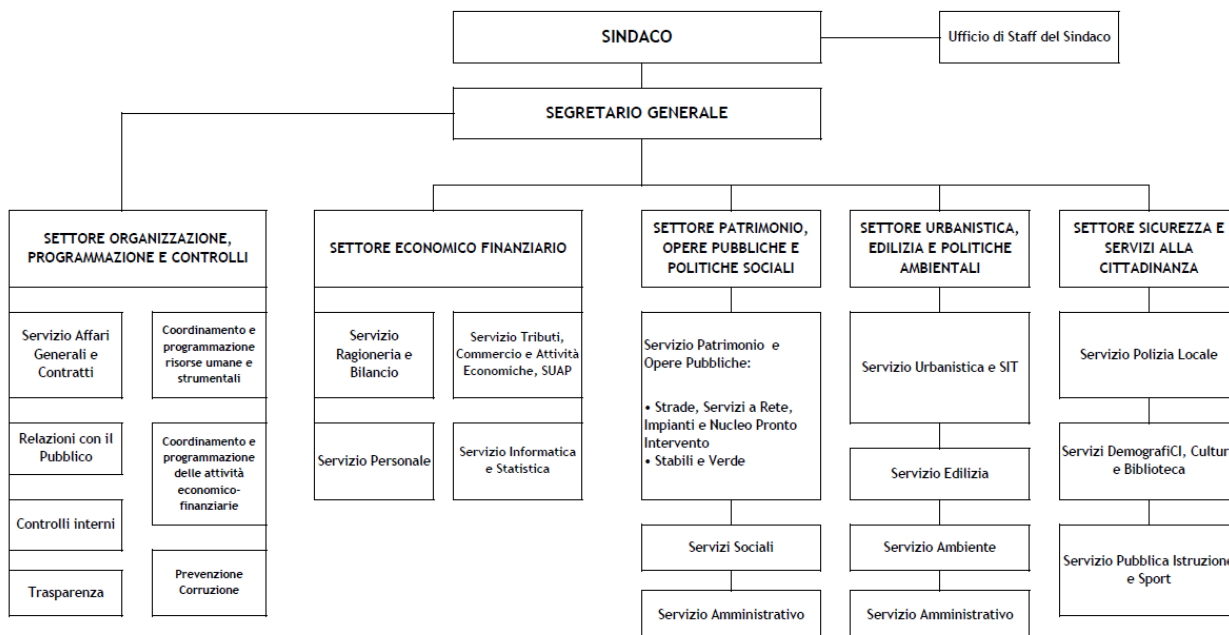 SINDACO
Ufficio di Staff del Sindaco
SEGRETARIO GENERALE
SETTORE ORGANIZZAZIONE,
PROGRAMMAZIONE E CONTROLLI
SETTORE ECONOMICO FINANZIARIO
SETTORE PATRIMONIO,
OPERE PUBBLICHE E
POLITICHE SOCIALI
SETTORE URBANISTICA,
EDILIZIA E POLITICHE
AMBIENTALI
SETTORE SICUREZZA E
SERVIZI ALLA
CITTADINANZA
Servizio Affari
Generali e
Contratti
Relazioni con il
Pubblico
Controlli interni
Trasparenza
Coordinamento e
programmazione
risorse umane e
strumentali
Coordinamento e
programmazione
delle attività
economico-
finanziarie
Prevenzione
Corruzione
Servizio
Ragioneria e
Bilancio
Servizio Personale
Servizio Tributi,
Commercio e Attività
Economiche, SUAP
Servizio Informatica
e Statistica
Servizio Patrimonio e
Opere Pubbliche:
• Strade, Servizi a Rete,
Impianti e Nucleo Pronto
Intervento
• Stabili e Verde
Servizi Sociali
Servizio Amministrativo
Servizio Urbanistica e SIT
Servizio Edilizia
Servizio Ambiente
Servizio Amministrativo
Servizio Polizia Locale
Servizi DemografiCI, Cultur
e Biblioteca
Servizio Pubblica Istruzione
e Sport